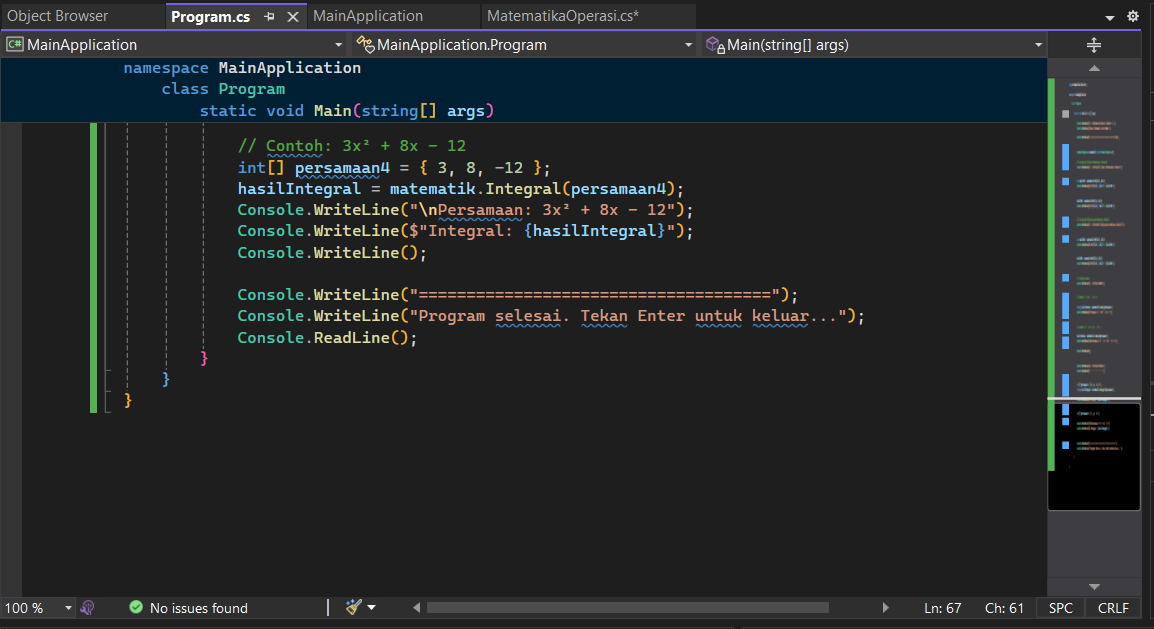 Object Browser Program.cs MainApplication MatematikaOperasi.cs*
C# MainApplication MainApplication.Program Main(string[] args)
namespace MainApplication
class Program
static void Main(string[] args)
// Contoh: 3x² + 8x - 12
int[] persamaan4 = { 3, 8, -12 };
hasilIntegral = matematik.Integral(persamaan4);
Console.WriteLine("\nPersamaan: 3x² + 8x - 12");
Console.WriteLine($"Integral: {hasilIntegral}");
Console.WriteLine();
Console.WriteLine("=====================================");
Console.WriteLine("Program selesai. Tekan Enter untuk keluar...");
Console.ReadLine();
}
}
}
100 % No issues found Ln: 67 Ch: 61 SPC CRLF